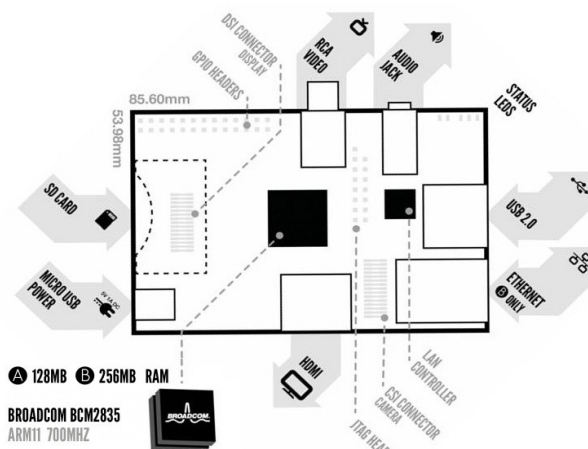 DSI CONNECTOR
DISPLAY
GPIO HEADERS
RCA
VIDEO
AUDIO
JACK
STATUS
LEDS
85.60mm
53.98mm
SD CARD
USB 2.0
MICRO USB
POWER
5V 1A DC
ETHERNET
B ONLY
HDMI
LAN
CONTROLLER
CSI CONNECTOR
CAMERA
JTAG
A 128MB B 256MB RAM
BROADCOM BCM2835
ARM11 700MHZ
BROADCOM